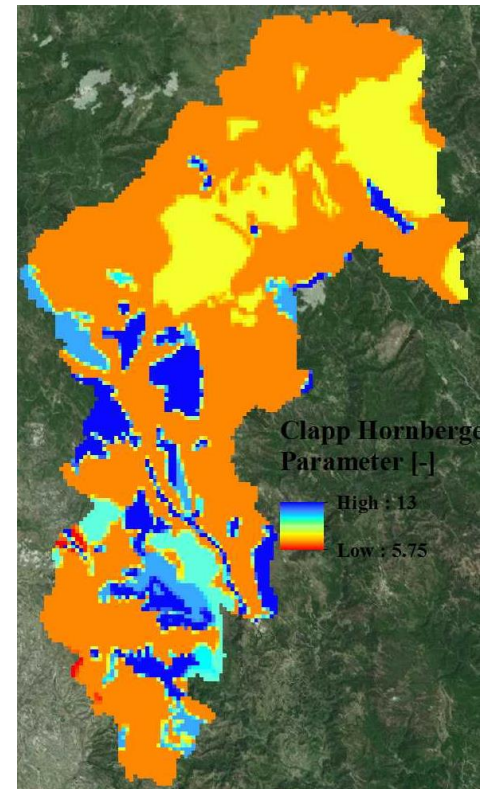 Clapp Hornberge
Parameter [-]
High : 13
Low : 5.75